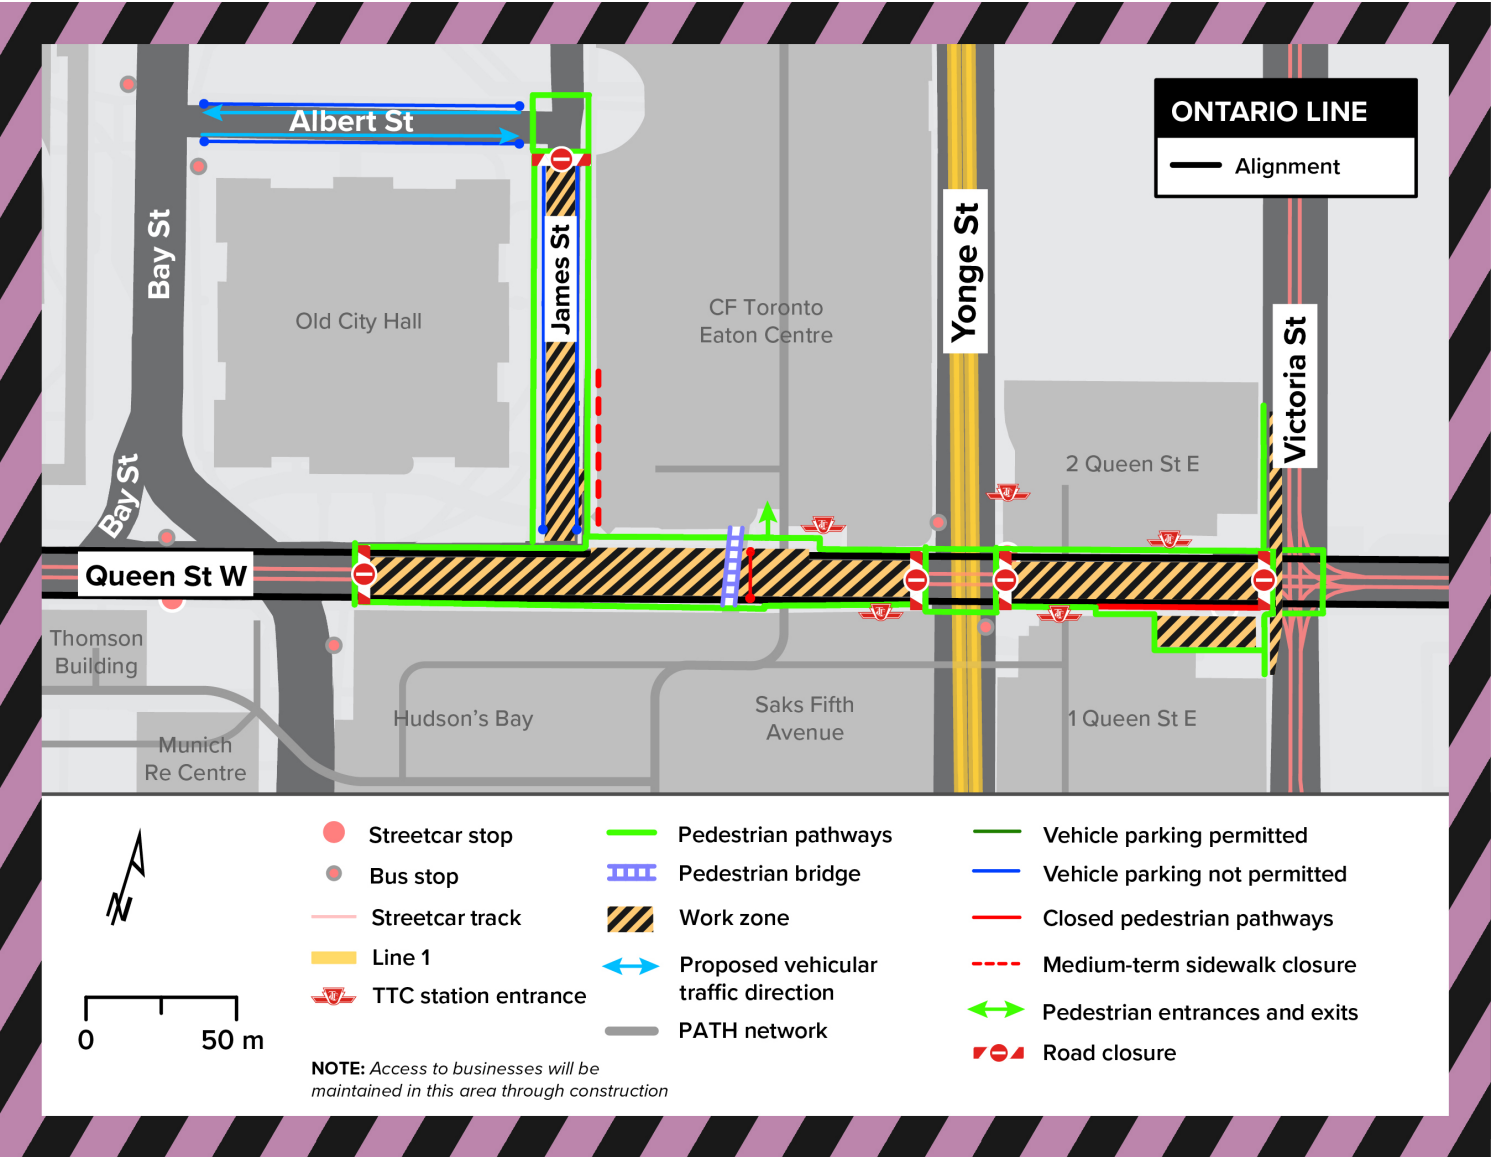 ONTARIO LINE
Alignment
Albert St
Bay St
James St
Yonge St
Victoria St
Old City Hall
CF Toronto
Eaton Centre
2 Queen St E
Bay St
Queen St W
Thomson
Building
Munich
Re Centre
Hudson's Bay
Saks Fifth
Avenue
1 Queen St E
N
0
50 m
Streetcar stop
Bus stop
Streetcar track
Line 1
TTC station entrance
Pedestrian pathways
Pedestrian bridge
Work zone
Proposed vehicular
traffic direction
PATH network
Vehicle parking permitted
Vehicle parking not permitted
Closed pedestrian pathways
Medium-term sidewalk closure
Pedestrian entrances and exits
Road closure
NOTE: Access to businesses will be
maintained in this area through construction